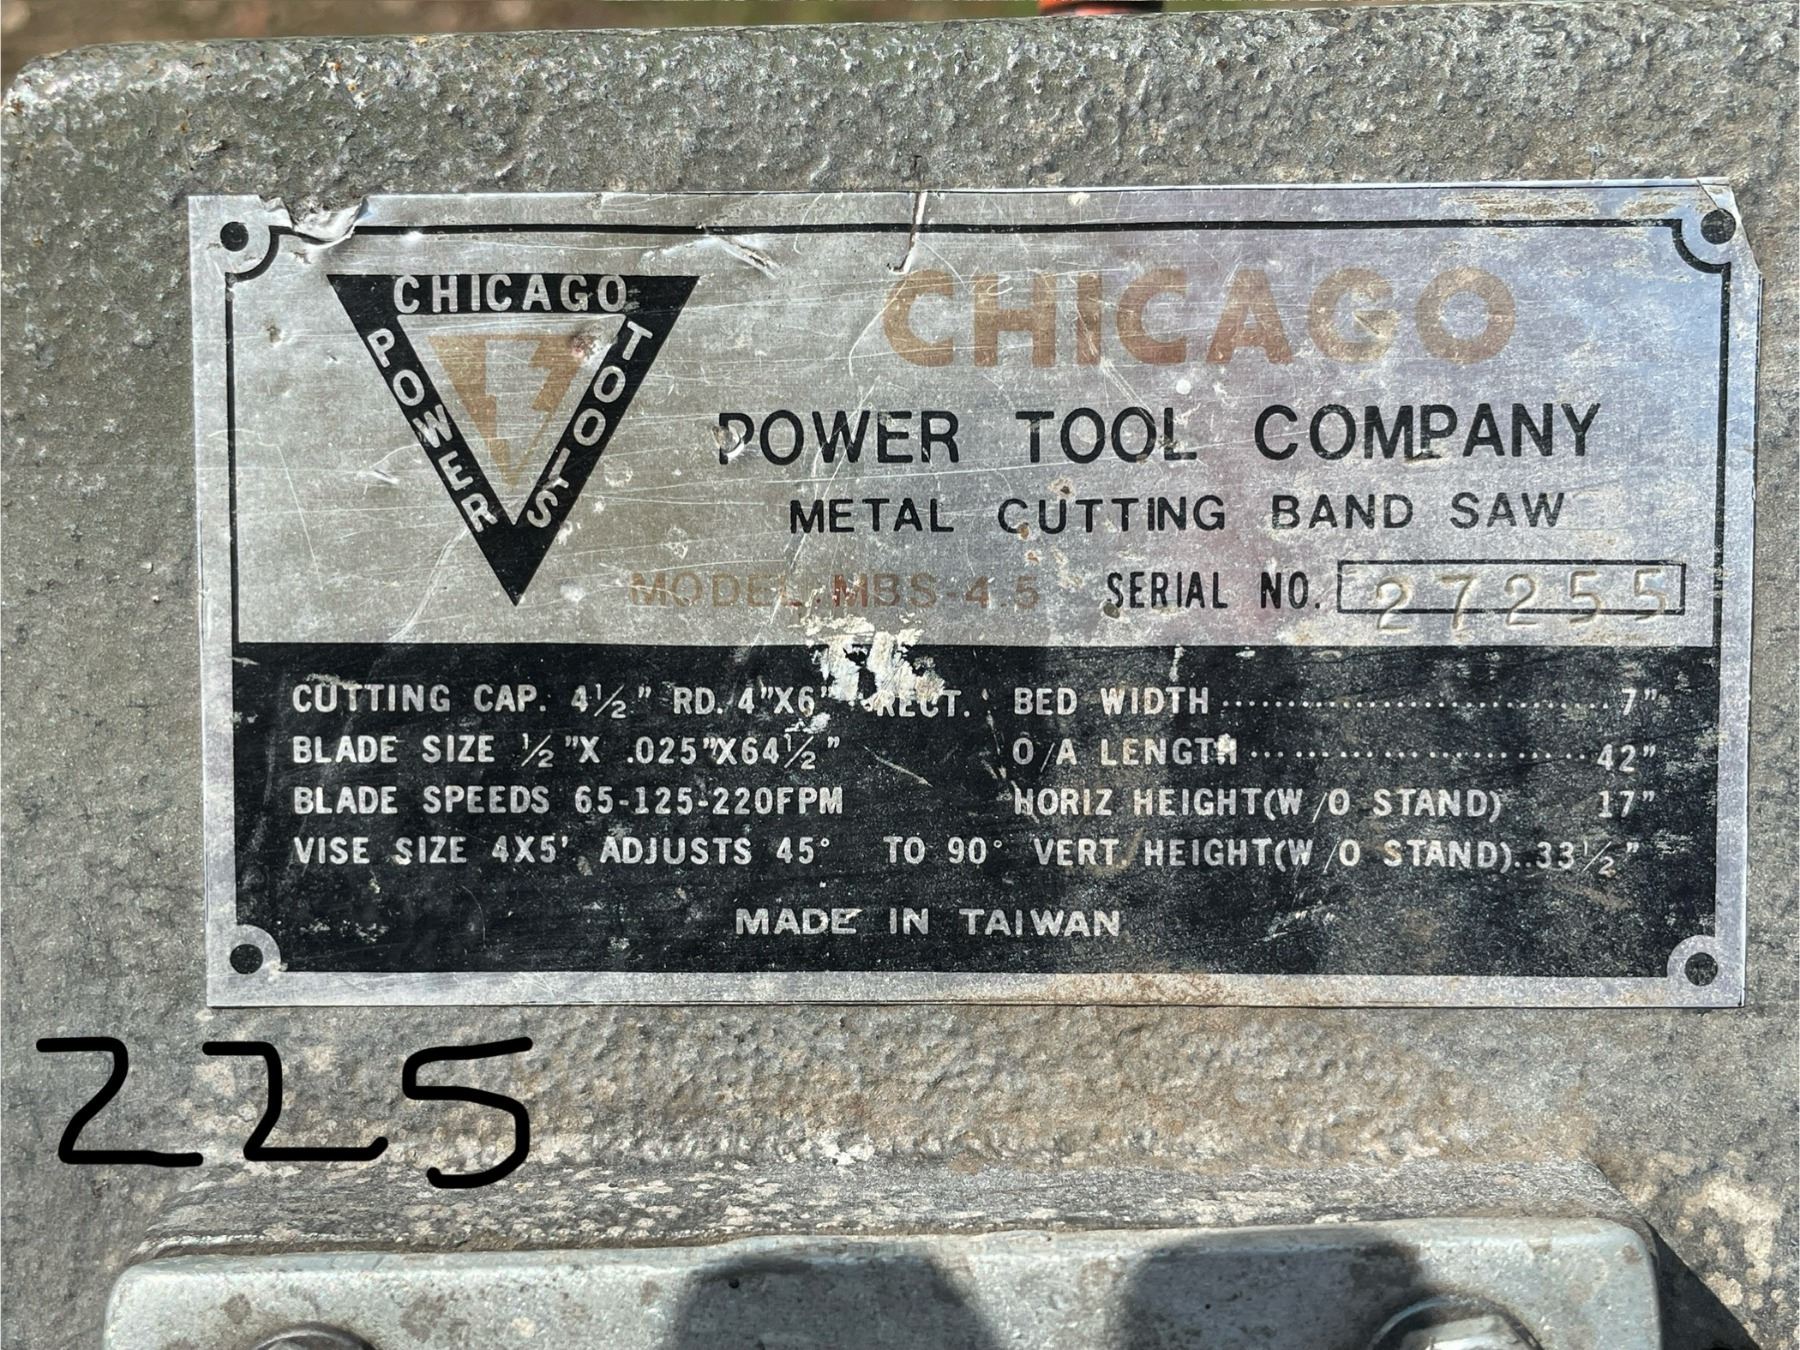 CHICAGO
POWER
TOOLS
CHICAGO
POWER TOOL COMPANY
METAL CUTTING BAND SAW
MODEL: MBS-4.5 SERIAL NO. 27255
CUTTING CAP. 4½" RD. 4"X6" RECT.
BLADE SIZE ½"X .025"X64½"
BLADE SPEEDS 65-125-220FPM
VISE SIZE 4X5' ADJUSTS 45° TO 90°
BED WIDTH 7"
O/A LENGTH 42"
HORIZ HEIGHT(W/O STAND) 17"
VERT. HEIGHT(W/O STAND)..33½"
MADE IN TAIWAN
225